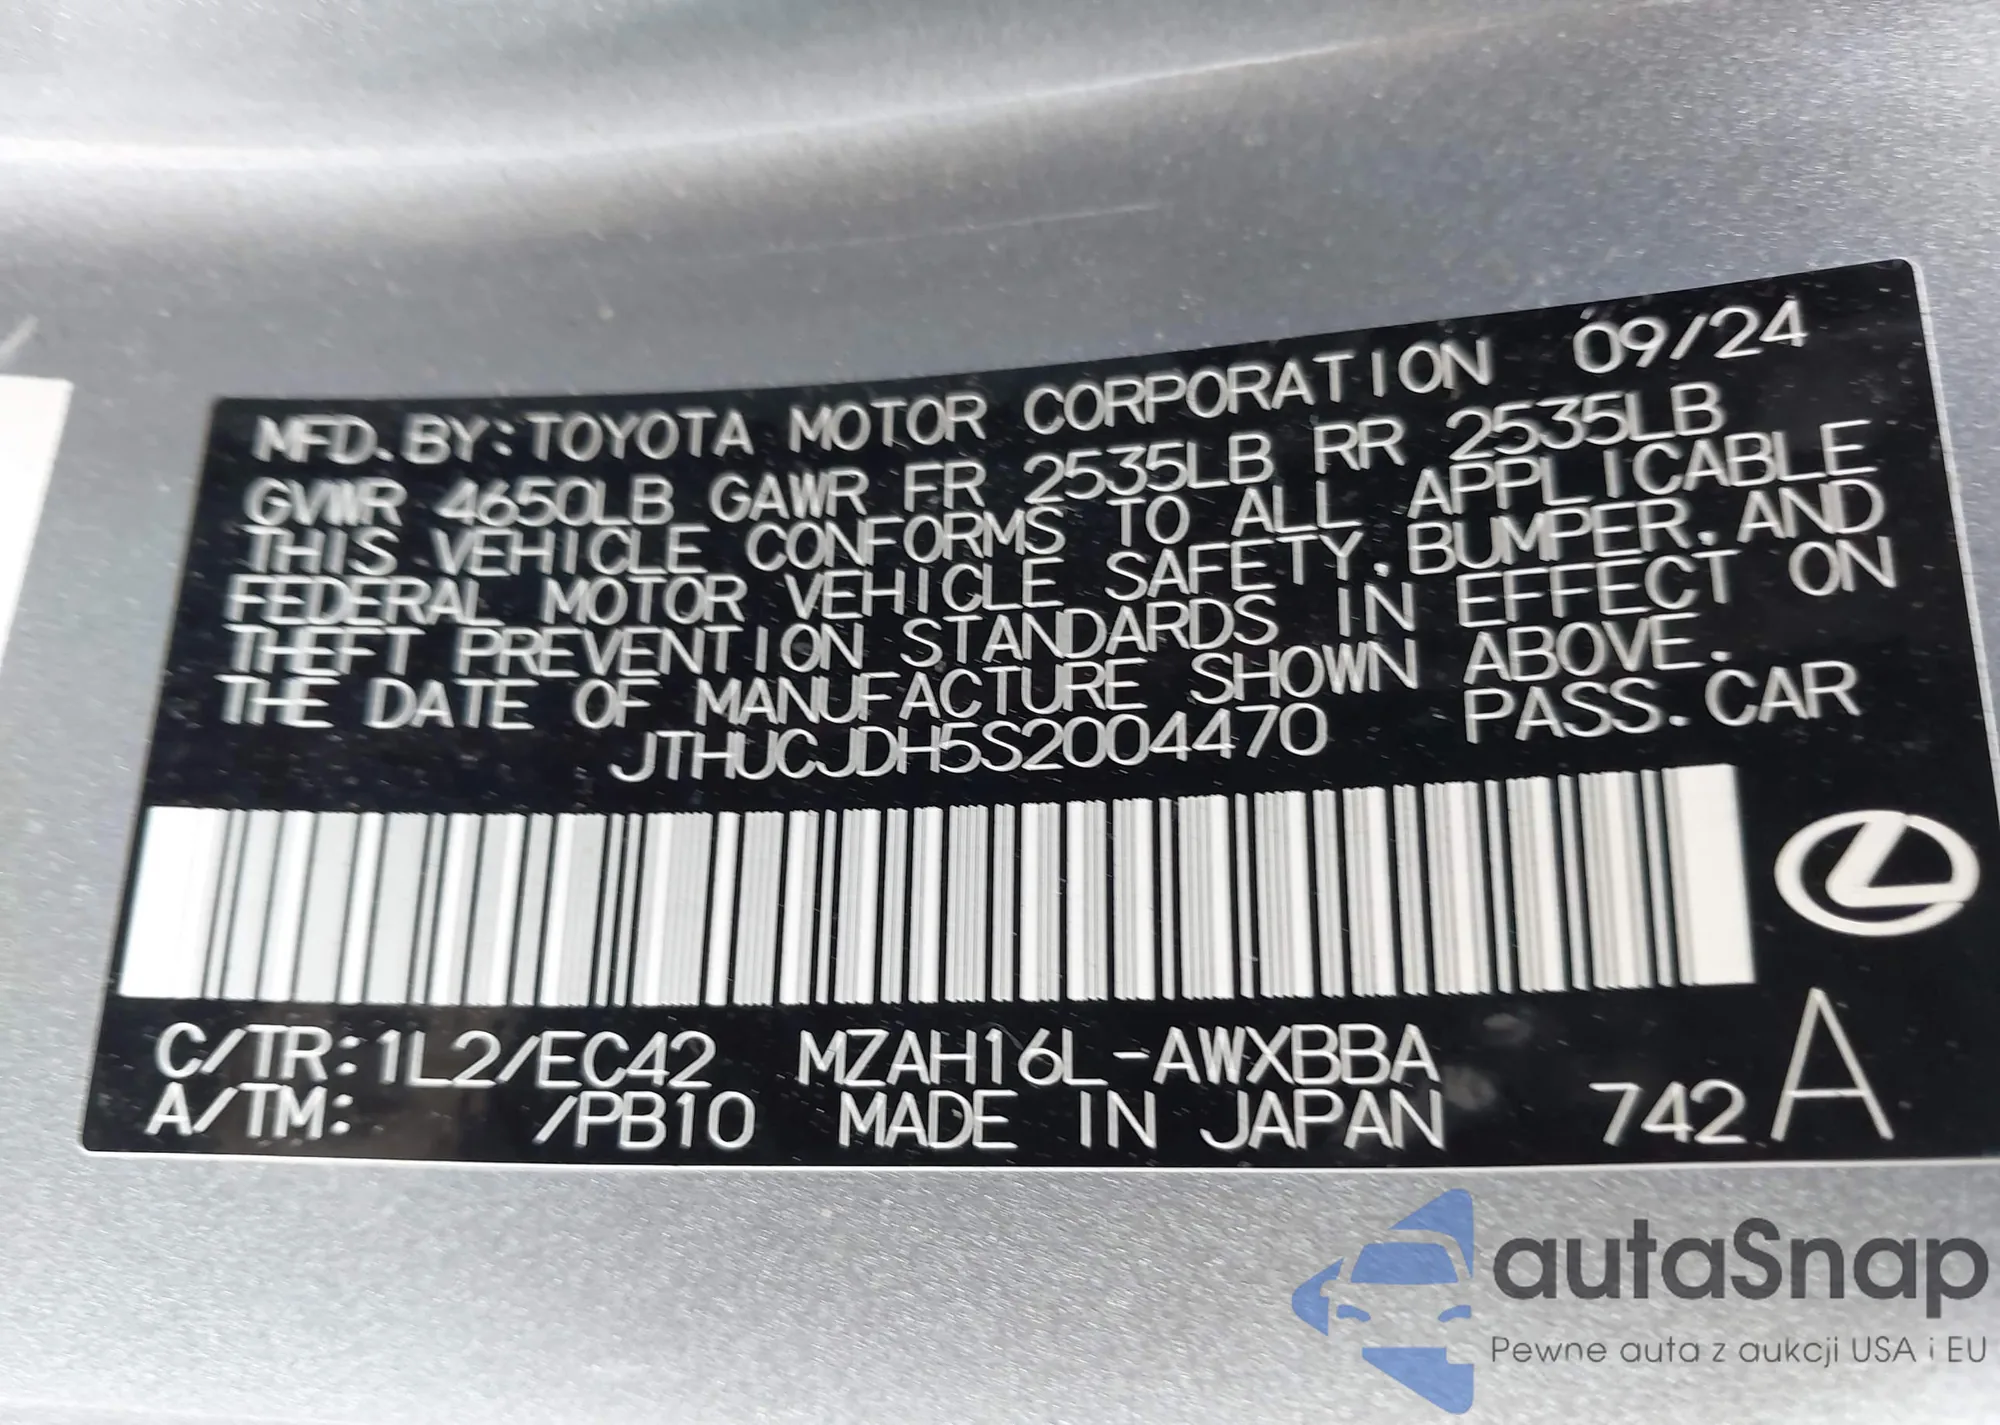 MFD. BY: TOYOTA MOTOR CORPORATION 09/24
GVWR 4650LB GAWR FR 2535LB RR 2535LB
THIS VEHICLE CONFORMS TO ALL APPLICABLE
FEDERAL MOTOR VEHICLE SAFETY, BUMPER, AND
THEFT PREVENTION STANDARDS IN EFFECT ON
THE DATE OF MANUFACTURE SHOWN ABOVE.
JTHUCJDH5S2004470 PASS. CAR
C/TR: 1L2/EC42 MZAH16L-AWXBBA
A/TM: /PB10 MADE IN JAPAN 742 A
autaSnap
Pewne auta z aukcji USA i EU